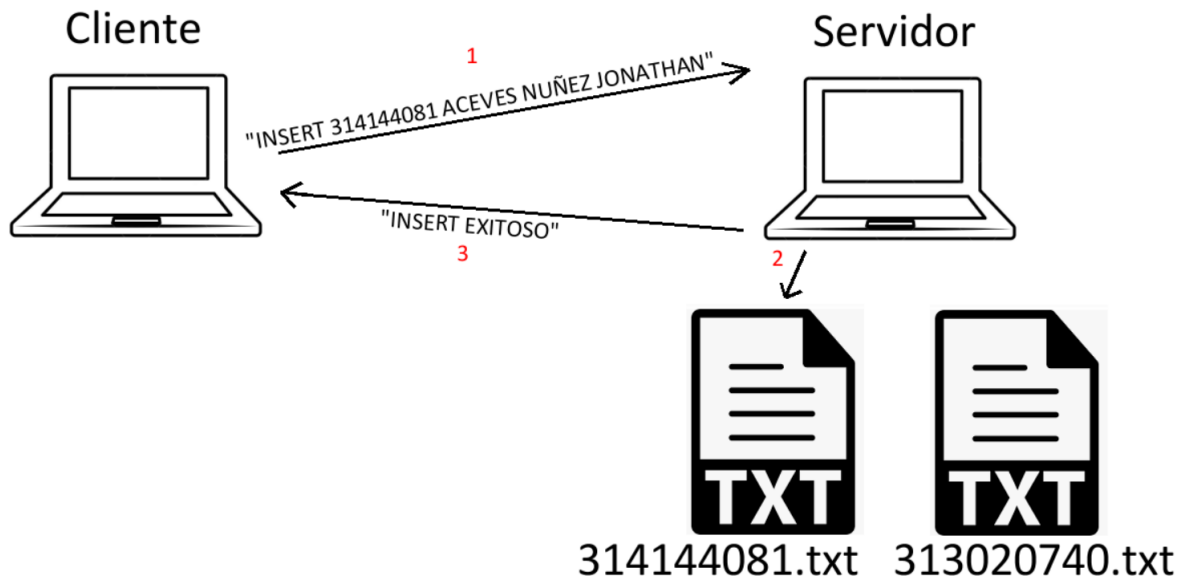 Cliente
Servidor
1
"INSERT 314144081 ACEVES NUÑEZ JONATHAN"
"INSERT EXITOSO"
3
2
TXT
TXT
314144081.txt
313020740.txt